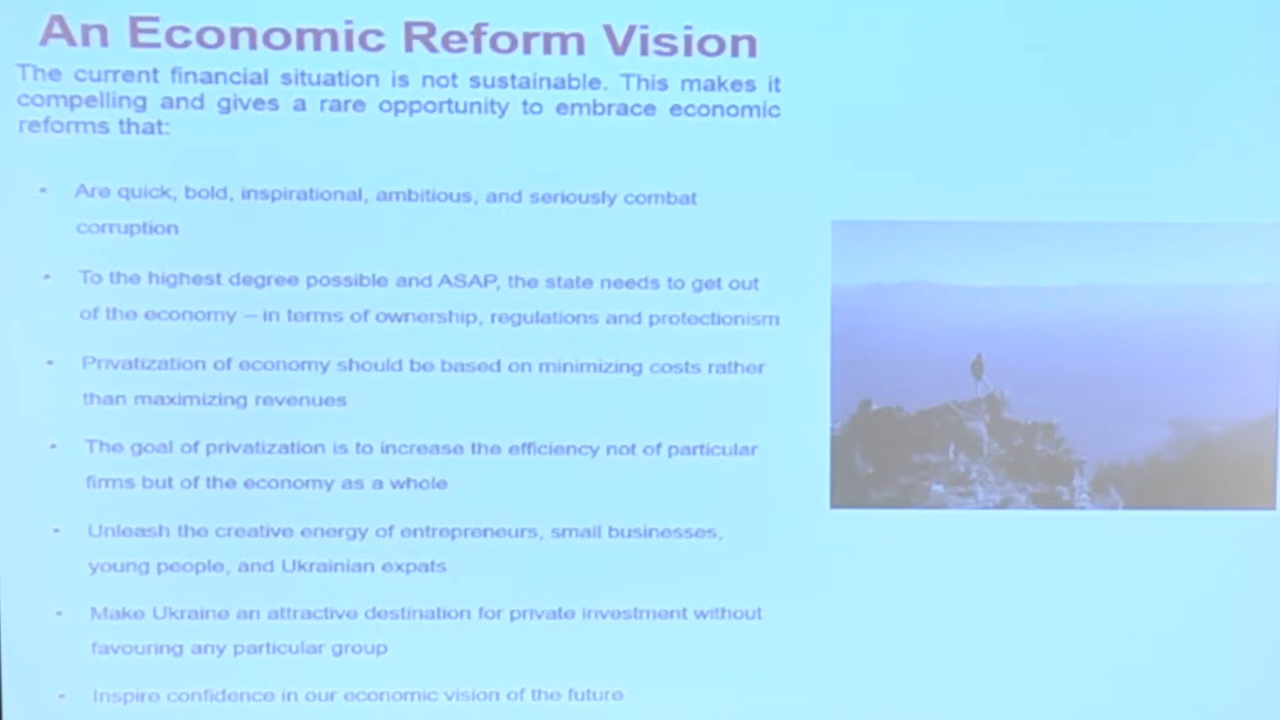 An Economic Reform Vision
The current financial situation is not sustainable. This makes it
compelling and gives a rare opportunity to embrace economic
reforms that:
• Are quick, bold, inspirational, ambitious, and seriously combat
corruption
• To the highest degree possible and ASAP, the state needs to get out
of the economy – in terms of ownership, regulations and protectionism
• Privatization of economy should be based on minimizing costs rather
than maximizing revenues
• The goal of privatization is to increase the efficiency not of particular
firms but of the economy as a whole
• Unleash the creative energy of entrepreneurs, small businesses,
young people, and Ukrainian expats
• Make Ukraine an attractive destination for private investment without
favouring any particular group
• Inspire confidence in our economic vision of the future